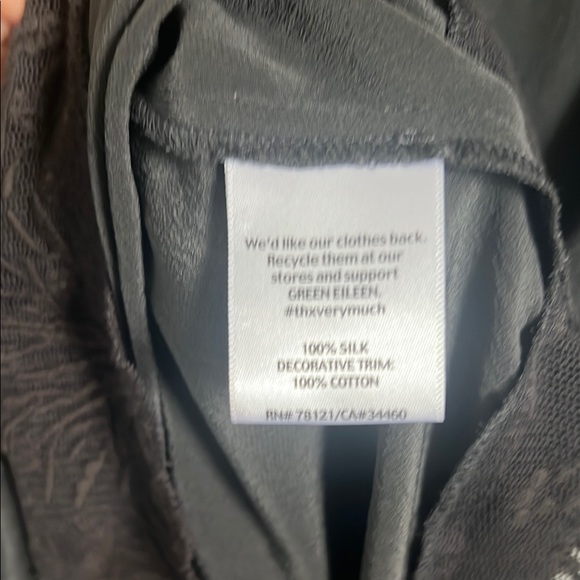 We'd like our clothes back.
Recycle them at our
stores and support
GREEN EILEEN.
#thxverymuch
100% SILK
DECORATIVE TRIM:
100% COTTON
RN# 78121/CA#34460